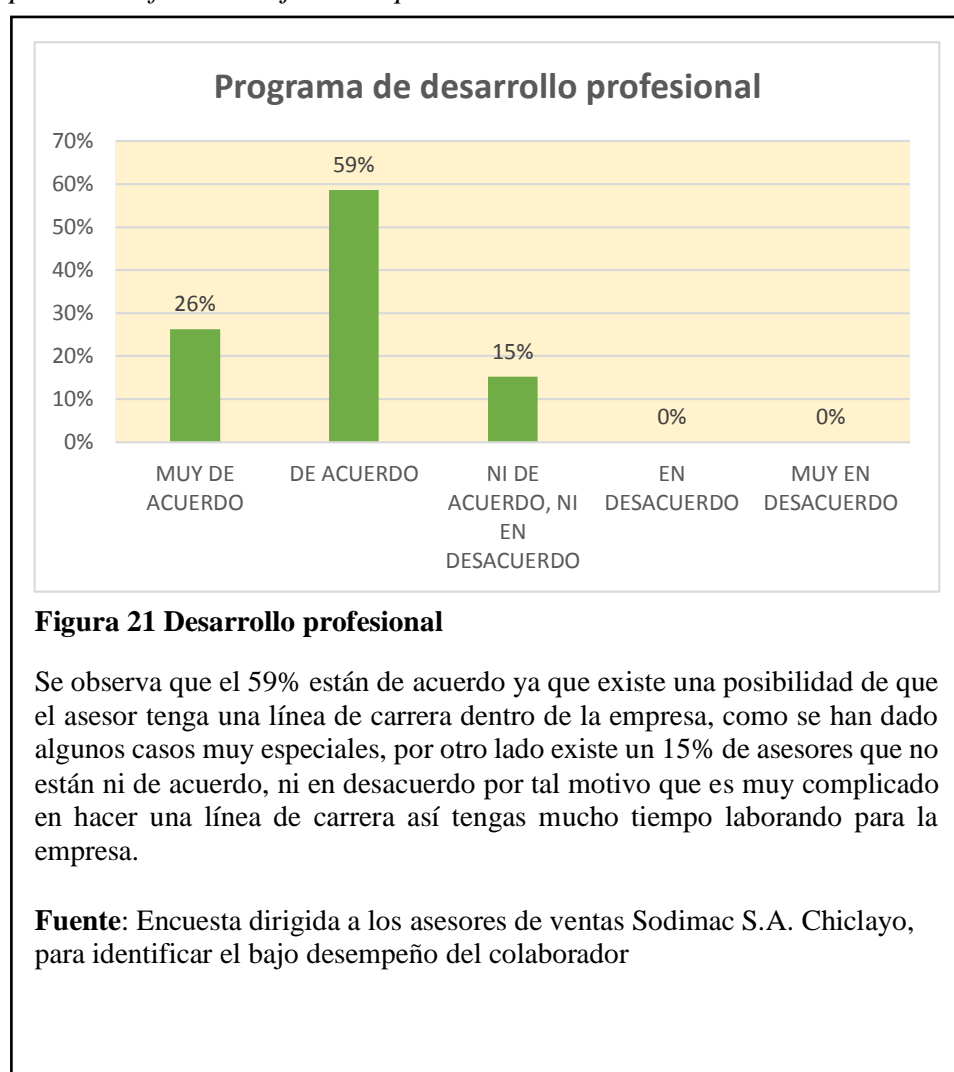 Programa de desarrollo profesional
70%
60%
50%
40%
30%
20%
10%
0%
26%
59%
15%
0%
0%
MUY DE
ACUERDO
DE ACUERDO
NI DE
ACUERDO, NI
EN
DESACUERDO
EN
DESACUERDO
MUY EN
DESACUERDO
Figura 21 Desarrollo profesional
Se observa que el 59% están de acuerdo ya que existe una posibilidad de que
el asesor tenga una línea de carrera dentro de la empresa, como se han dado
algunos casos muy especiales, por otro lado existe un 15% de asesores que no
están ni de acuerdo, ni en desacuerdo por tal motivo que es muy complicado
en hacer una línea de carrera así tengas mucho tiempo laborando para la
empresa.
Fuente: Encuesta dirigida a los asesores de ventas Sodimac S.A. Chiclayo,
para identificar el bajo desempeño del colaborador